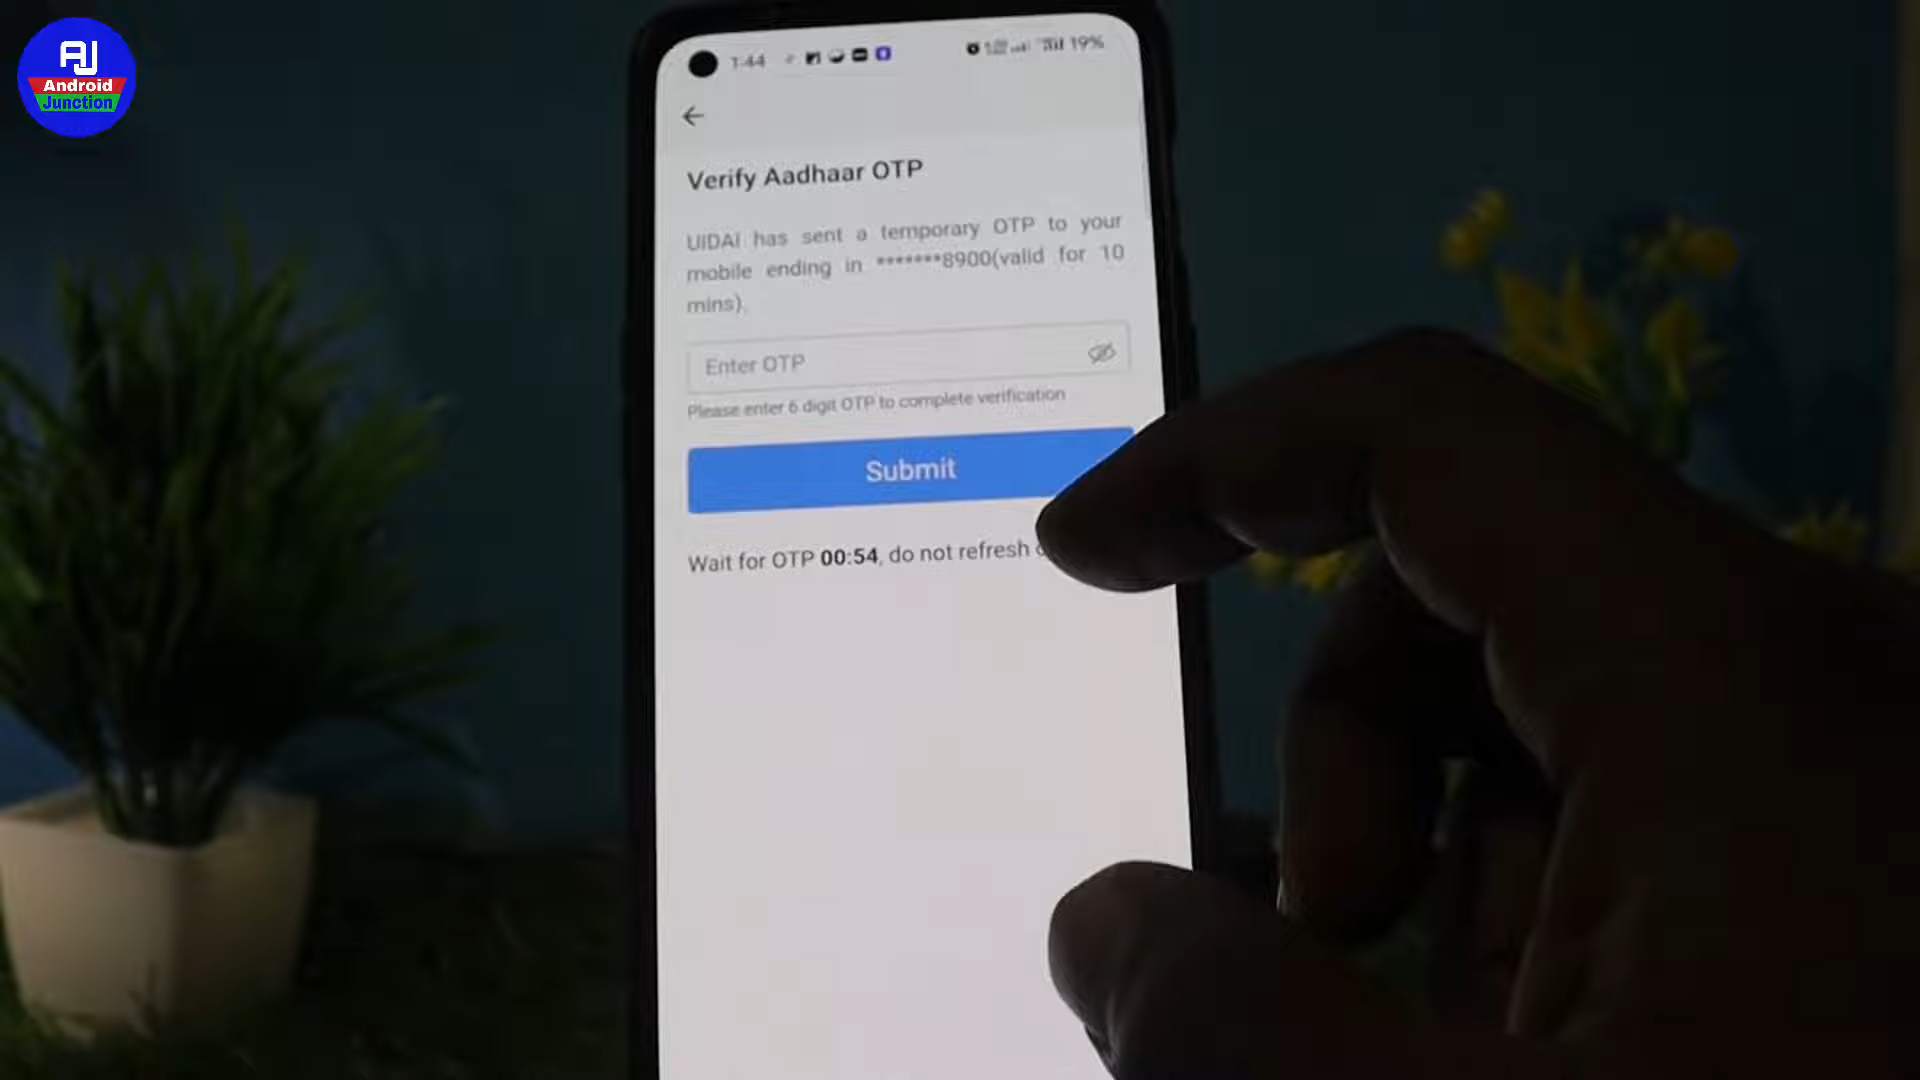 AJ
Android
Junction
1:44
19%
Verify Aadhaar OTP
UIDAI has sent a temporary OTP to your
mobile ending in *******8900(valid for 10
mins).
Enter OTP
Please enter 6 digit OTP to complete verification
Submit
Wait for OTP 00:54, do not refresh